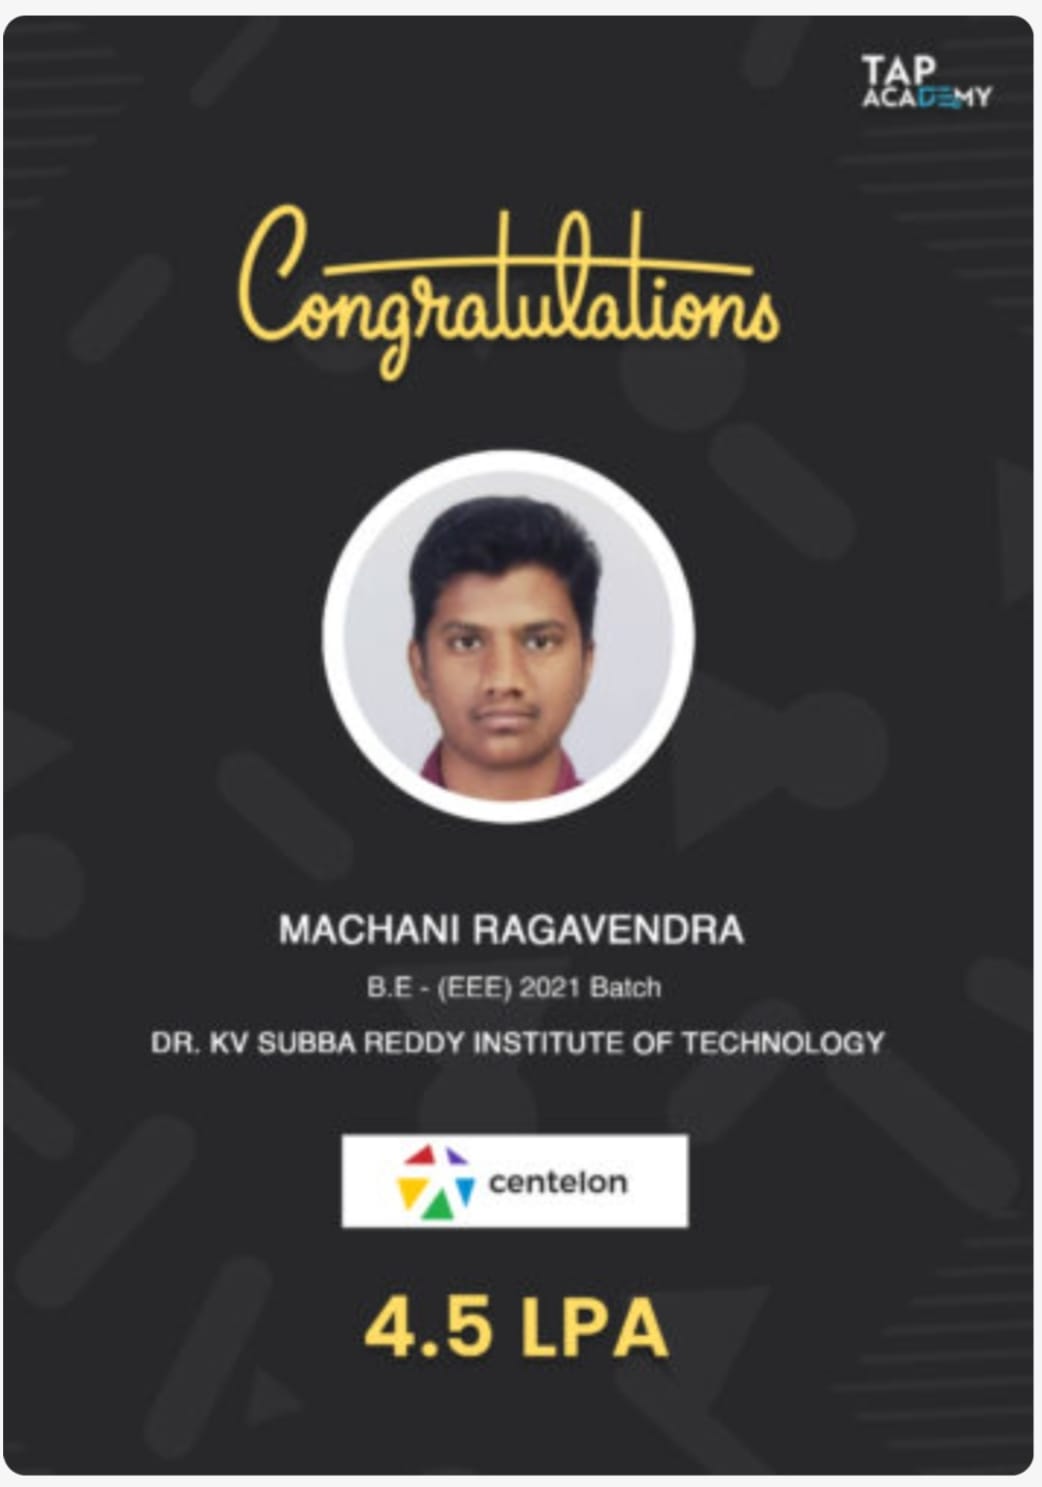 TAP
ACADEMY
Congratulations
MACHANI RAGAVENDRA
B.E - (EEE) 2021 Batch
DR. KV SUBBA REDDY INSTITUTE OF TECHNOLOGY
centelon
4.5 LPA